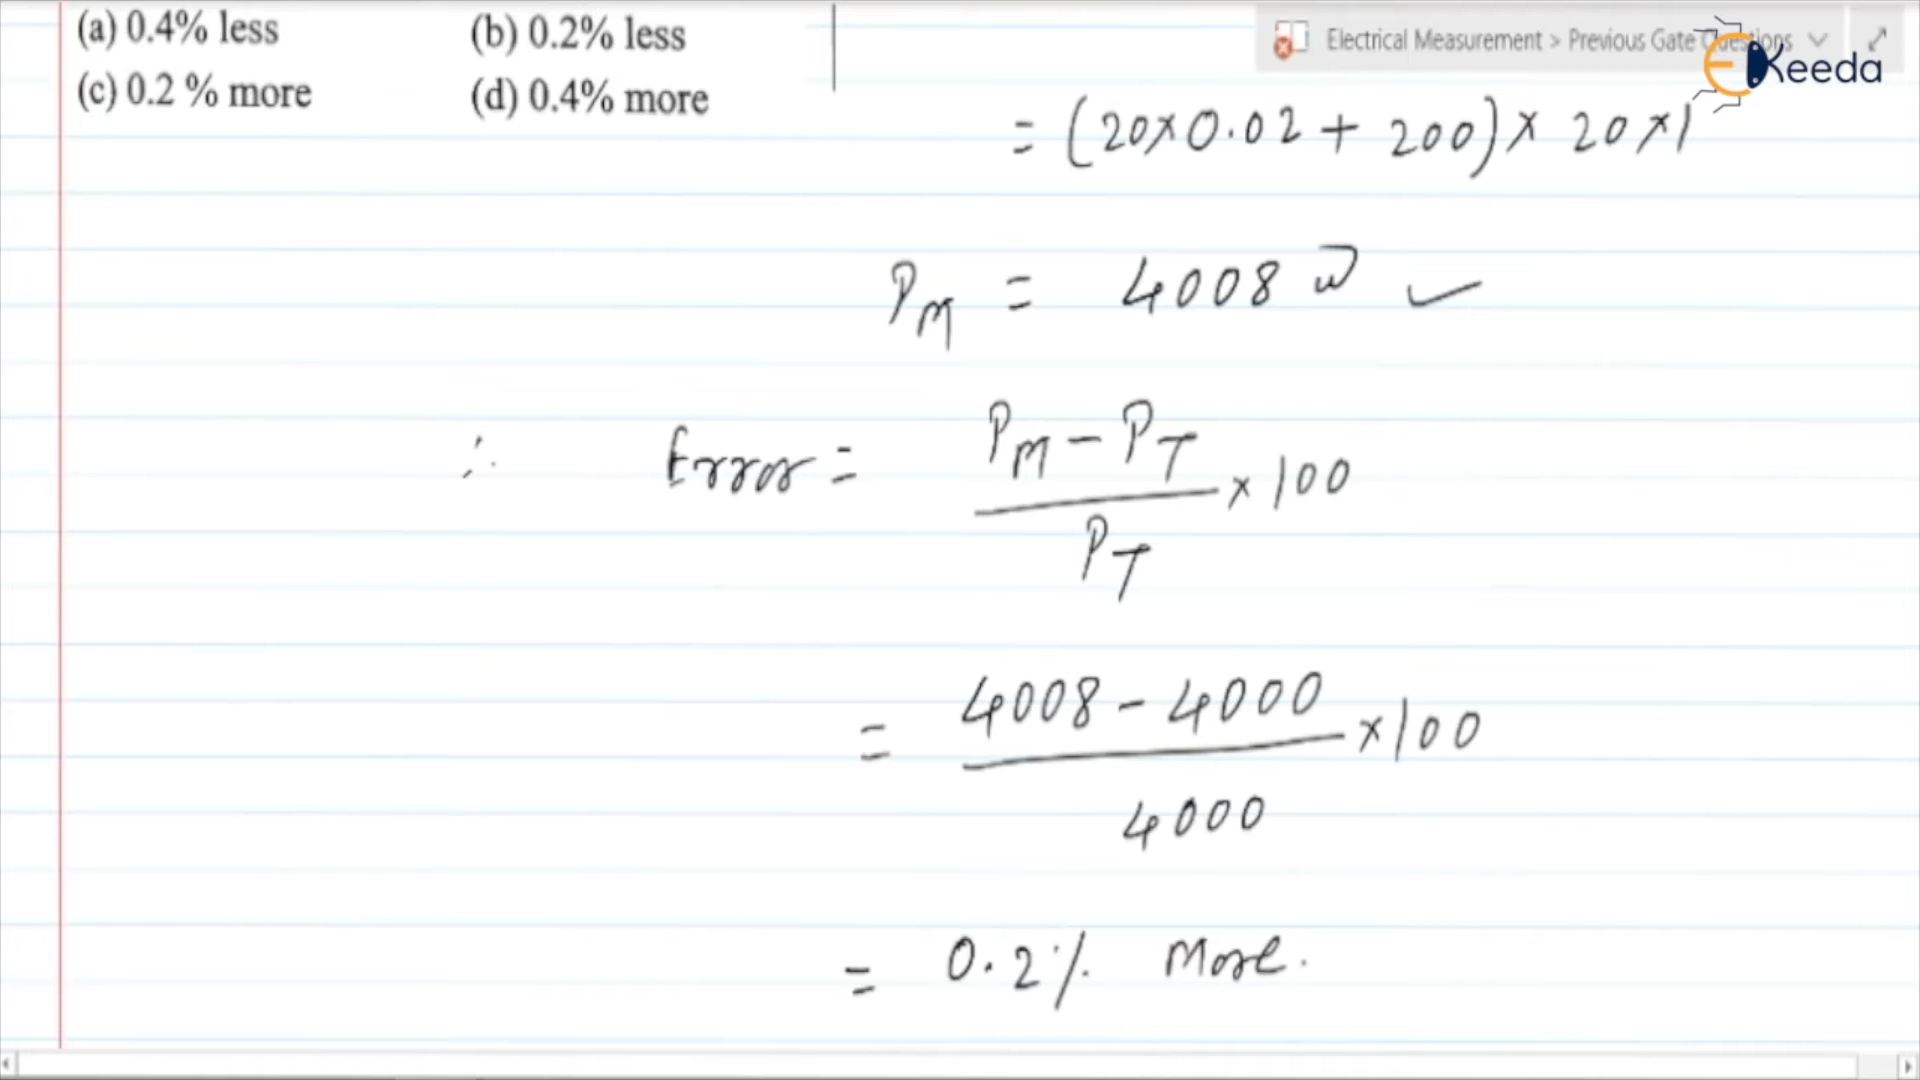 (a) 0.4% less (b) 0.2% less
(c) 0.2 % more (d) 0.4% more
Electrical Measurement > Previous Gate Questions
EKeeda
= (20×0.02 + 200) × 20×1
P_M = 4008 W ✓
∴ Error = (P_M − P_T) / P_T × 100
= (4008 − 4000) / 4000 × 100
= 0.2% More.